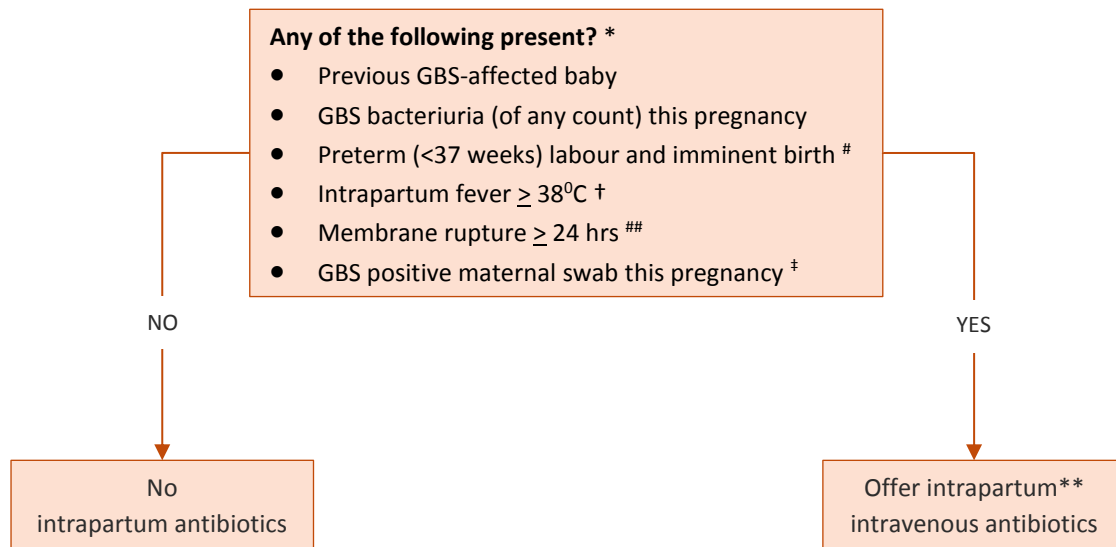 Any of the following present? *
● Previous GBS-affected baby
● GBS bacteriuria (of any count) this pregnancy
● Preterm (<37 weeks) labour and imminent birth #
● Intrapartum fever ≥ 38⁰C †
● Membrane rupture ≥ 24 hrs ##
● GBS positive maternal swab this pregnancy ‡
NO
YES
No
intrapartum antibiotics
Offer intrapartum**
intravenous antibiotics